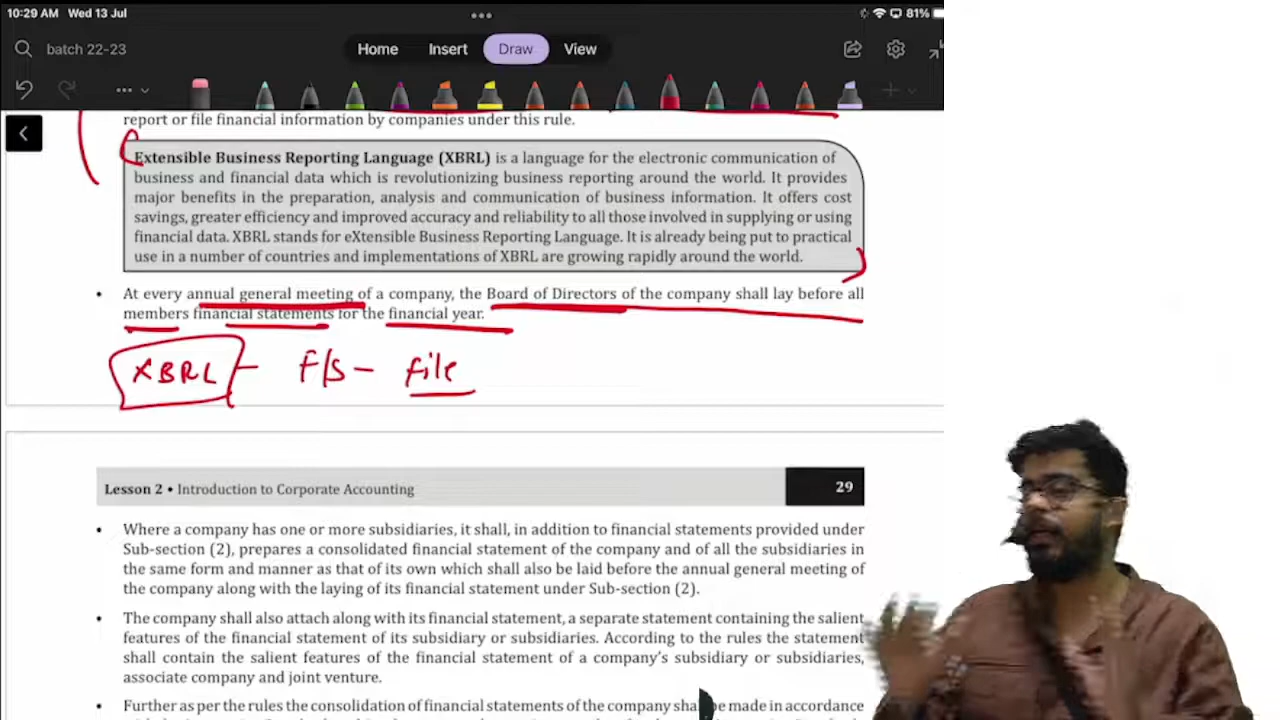 10:29 AM Wed 13 Jul
81%
batch 22-23
Home Insert Draw View
report or file financial information by companies under this rule.
Extensible Business Reporting Language (XBRL) is a language for the electronic communication of
business and financial data which is revolutionizing business reporting around the world. It provides
major benefits in the preparation, analysis and communication of business information. It offers cost
savings, greater efficiency and improved accuracy and reliability to all those involved in supplying or using
financial data. XBRL stands for eXtensible Business Reporting Language. It is already being put to practical
use in a number of countries and implementations of XBRL are growing rapidly around the world.
• At every annual general meeting of a company, the Board of Directors of the company shall lay before all
members financial statements for the financial year.
XBRL - F/S - file
Lesson 2 • Introduction to Corporate Accounting 29
• Where a company has one or more subsidiaries, it shall, in addition to financial statements provided under
Sub-section (2), prepares a consolidated financial statement of the company and of all the subsidiaries in
the same form and manner as that of its own which shall also be laid before the annual general meeting of
the company along with the laying of its financial statement under Sub-section (2).
• The company shall also attach along with its financial statement, a separate statement containing the salient
features of the financial statement of its subsidiary or subsidiaries. According to the rules the statement
shall contain the salient features of the financial statement of a company's subsidiary or subsidiaries,
associate company and joint venture.
• Further as per the rules the consolidation of financial statements of the company be made in accordance